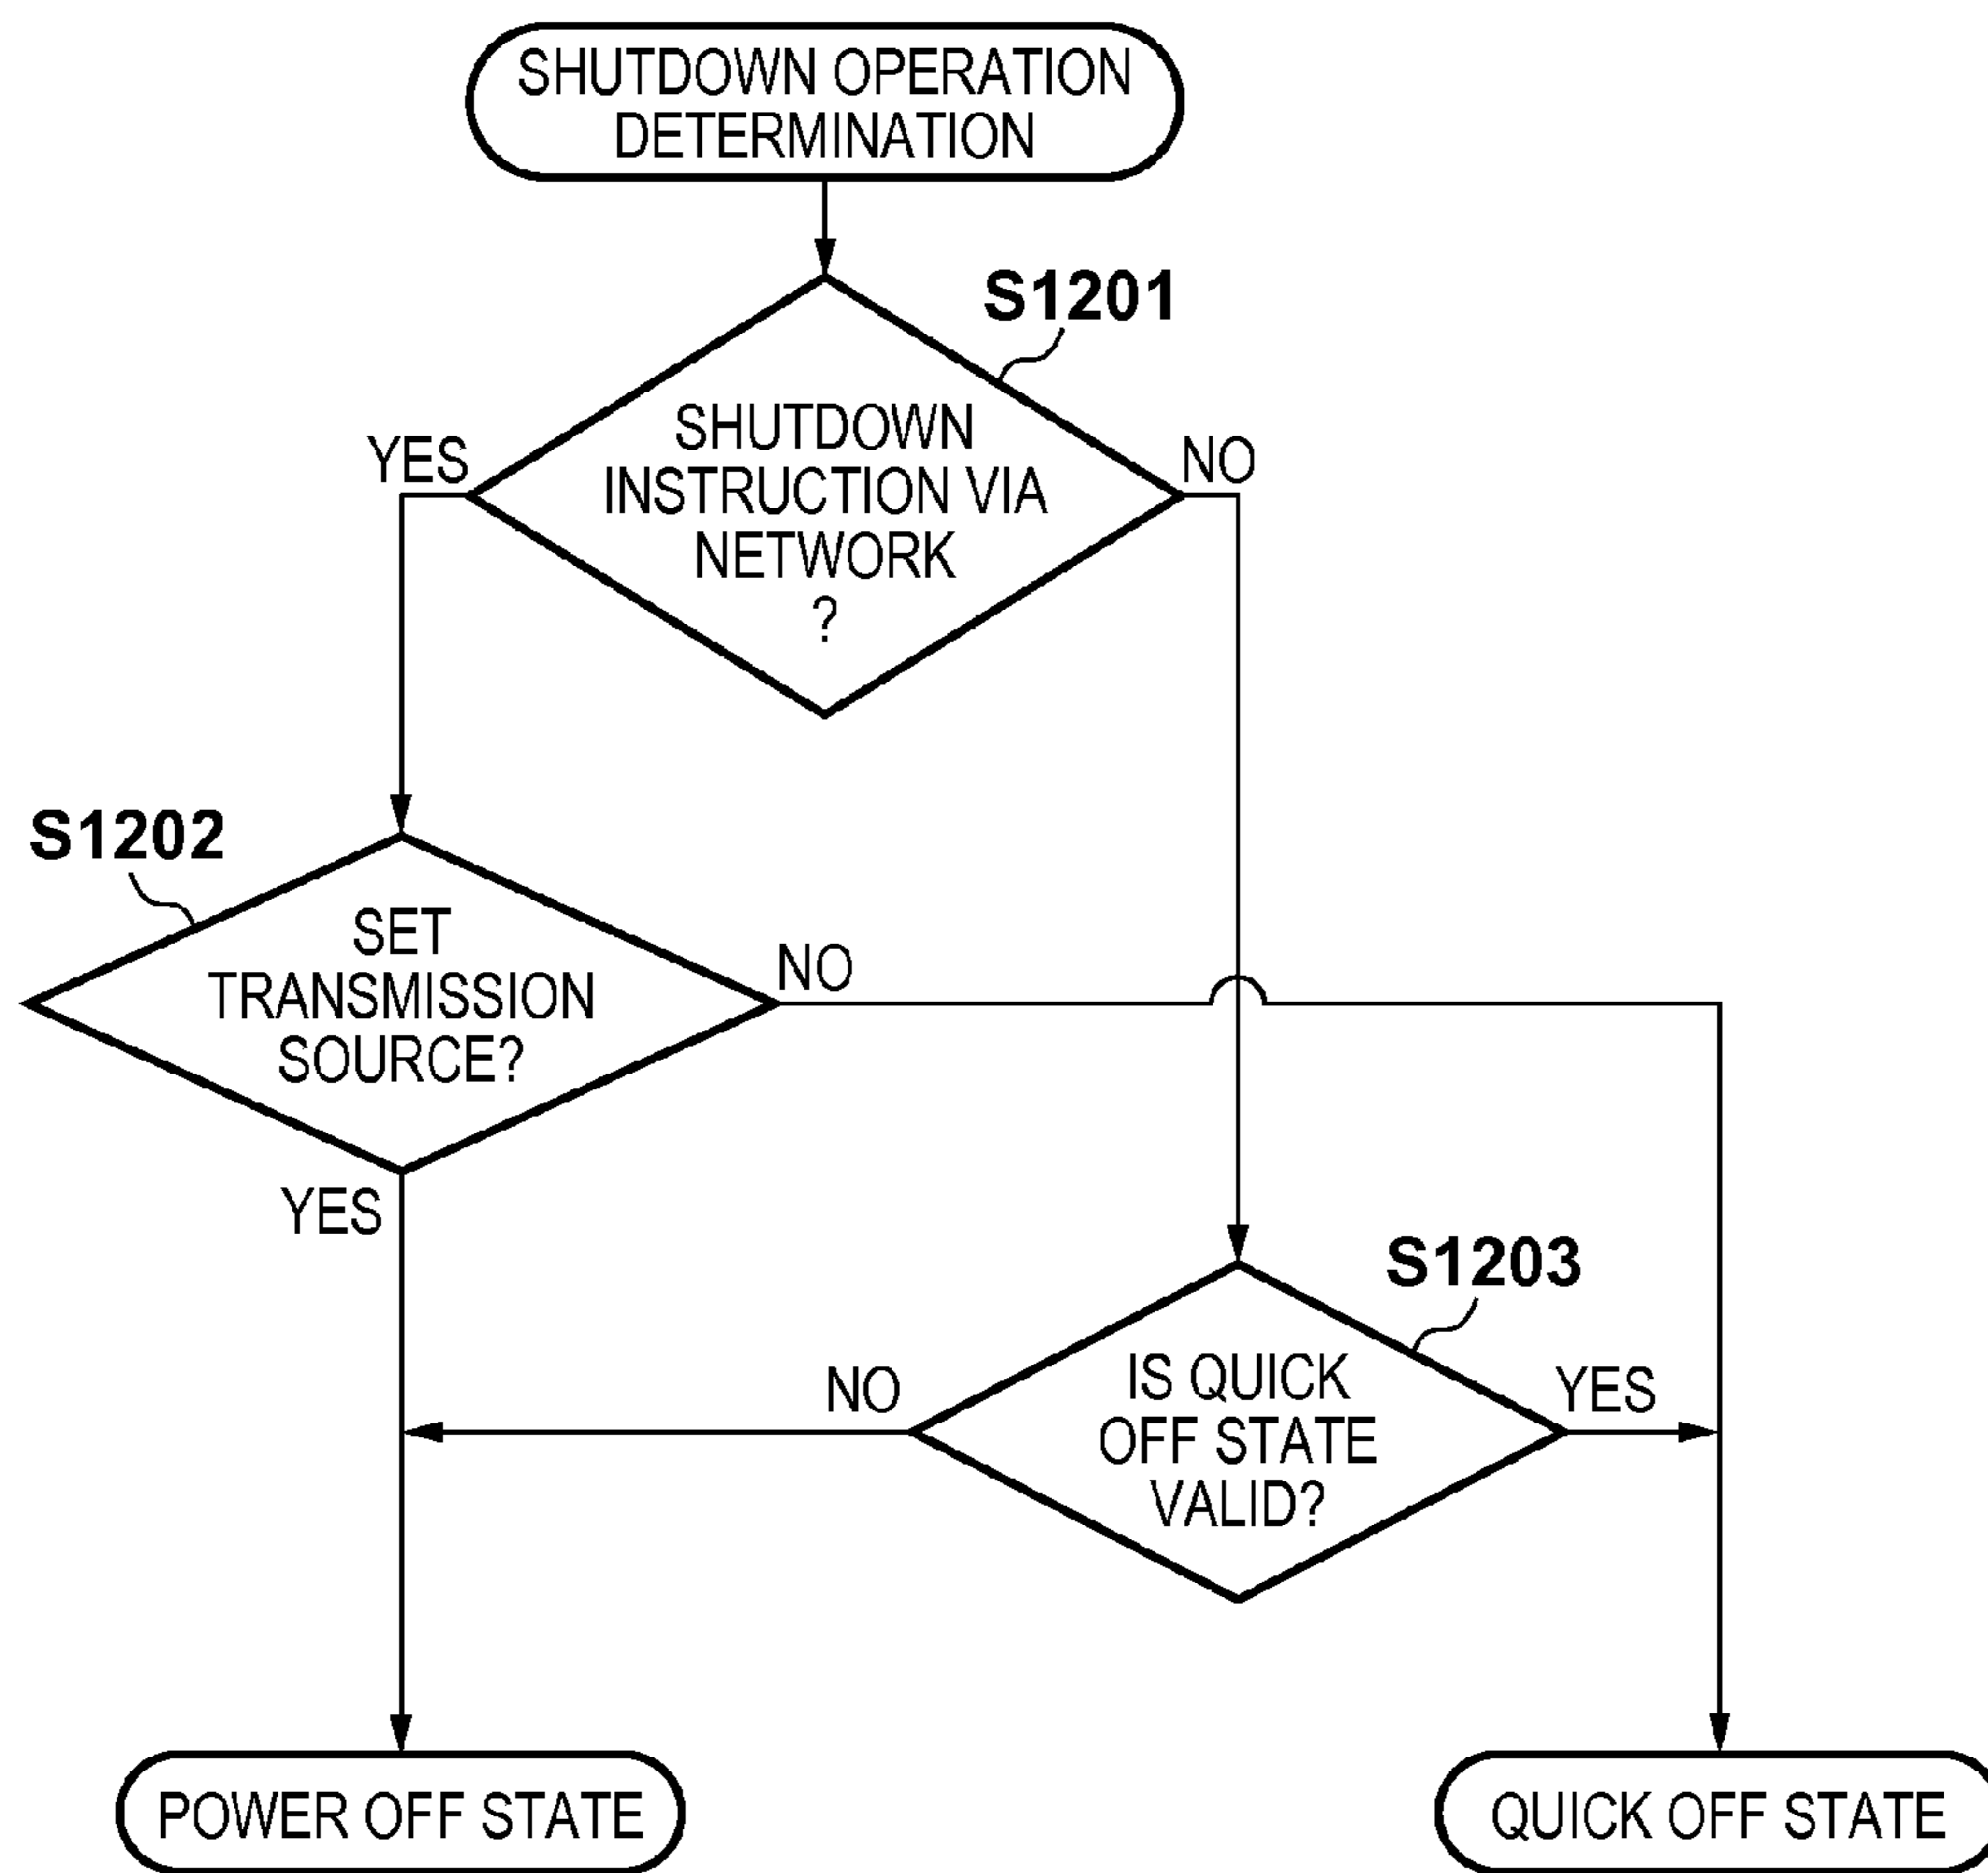 SHUTDOWN OPERATION
DETERMINATION
S1201
SHUTDOWN
INSTRUCTION VIA
NETWORK
?
YES
NO
S1202
SET
TRANSMISSION
SOURCE?
NO
YES
S1203
IS QUICK
OFF STATE
VALID?
NO
YES
POWER OFF STATE
QUICK OFF STATE